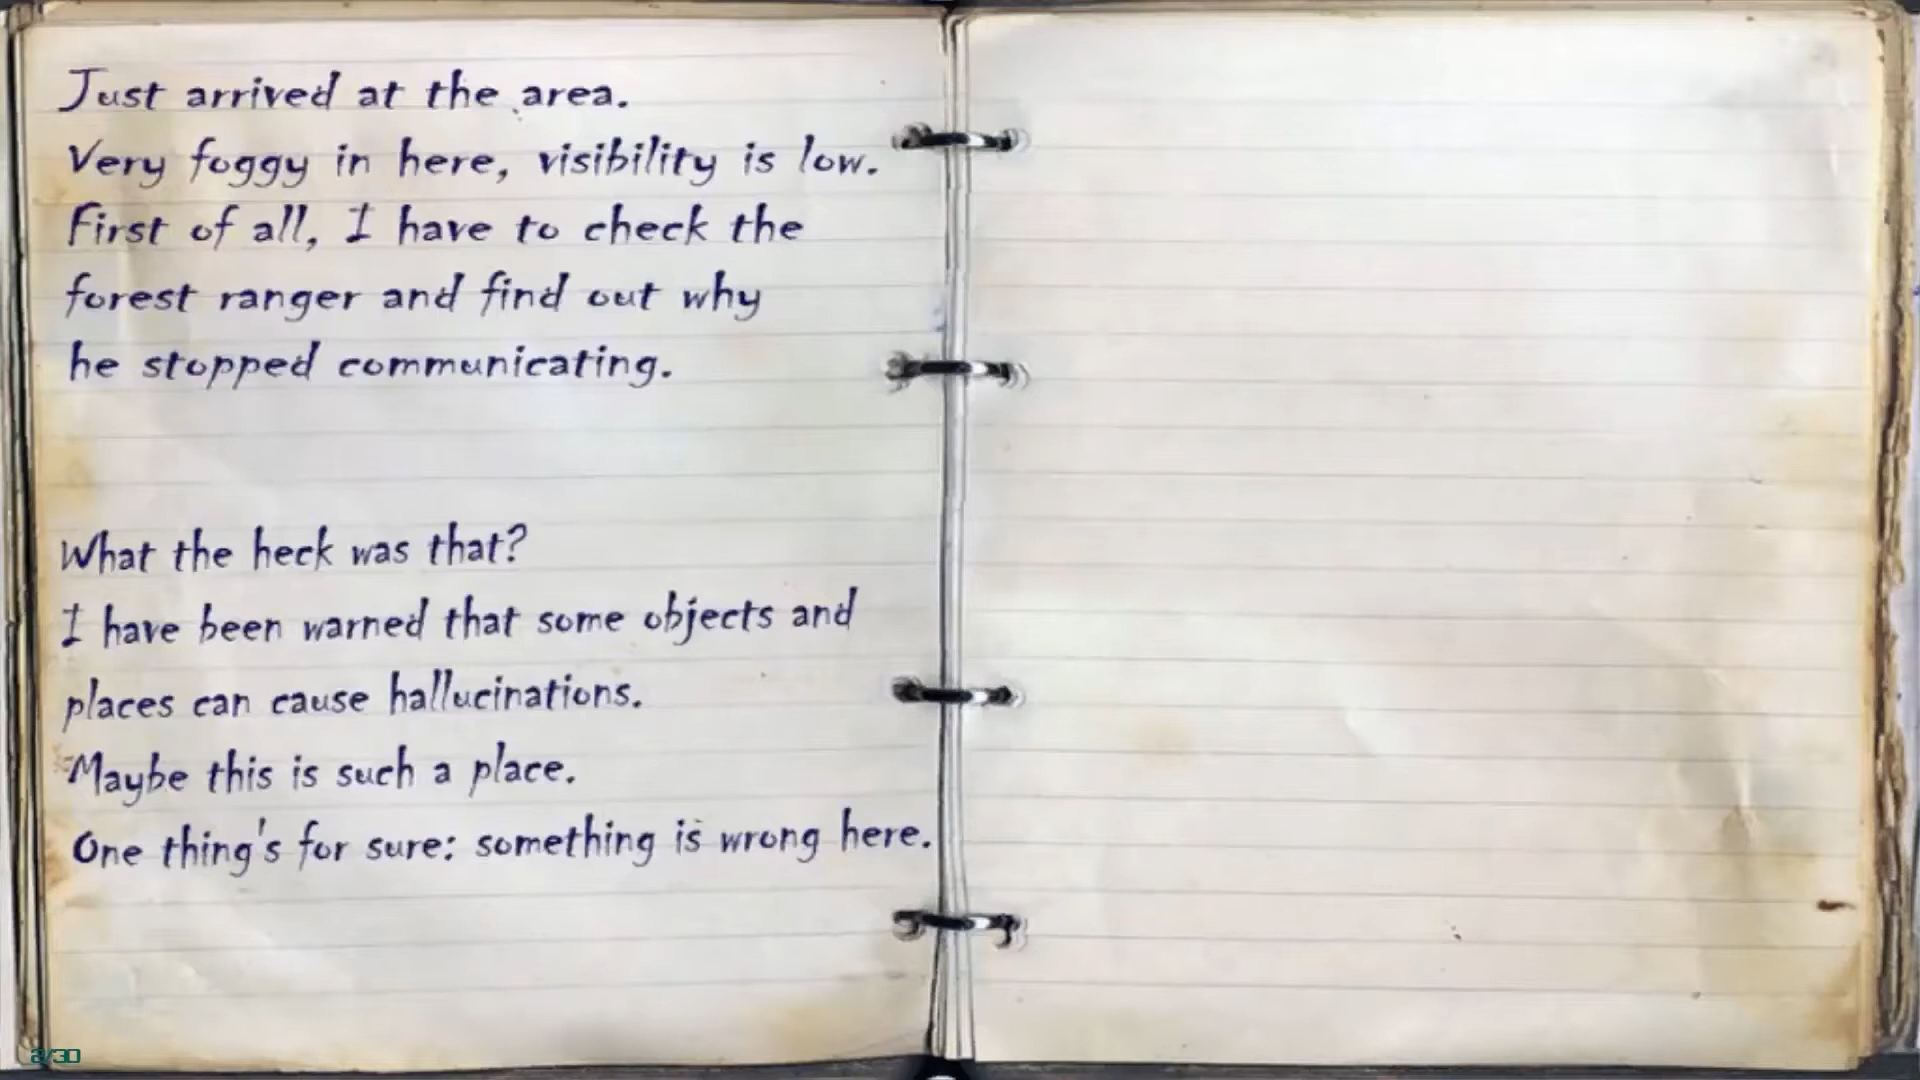 Just arrived at the area.
Very foggy in here, visibility is low.
First of all, I have to check the
forest ranger and find out why
he stopped communicating.
What the heck was that?
I have been warned that some objects and
places can cause hallucinations.
Maybe this is such a place.
One thing's for sure: something is wrong here.
2/30